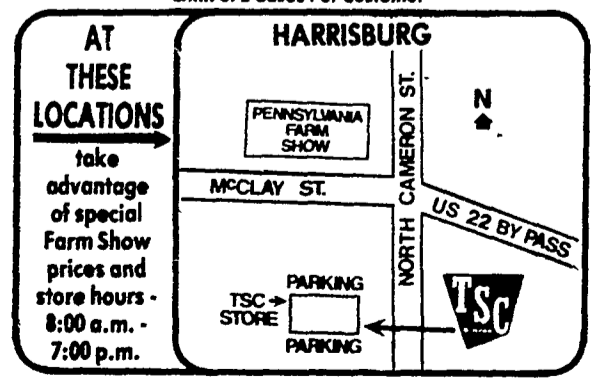 AT
THESE
LOCATIONS
take
advantage
of special
Farm Show
prices and
store hours -
8:00 a.m. -
7:00 p.m.
HARRISBURG
PENNSYLVANIA
FARM
SHOW
NORTH CAMERON ST.
N
McCLAY ST.
US 22 BY PASS
PARKING
TSC
STORE
PARKING
TSC